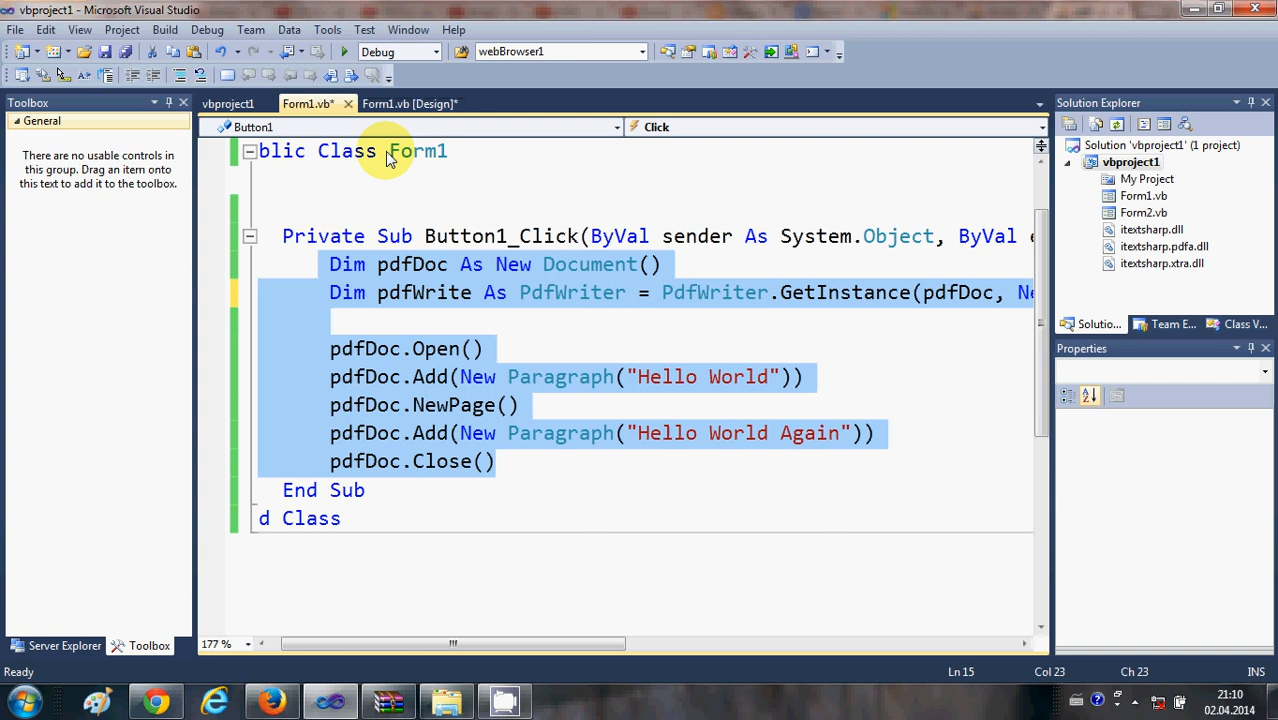 vbproject1 - Microsoft Visual Studio
File Edit View Project Build Debug Team Data Tools Test Window Help
Debug webBrowser1
Toolbox
General
There are no usable controls in
this group. Drag an item onto
this text to add it to the toolbox.
Server Explorer Toolbox
vbproject1 Form1.vb* Form1.vb [Design]*
Button1 Click
blic Class Form1
Private Sub Button1_Click(ByVal sender As System.Object, ByVal e
Dim pdfDoc As New Document()
Dim pdfWrite As PdfWriter = PdfWriter.GetInstance(pdfDoc, Ne
pdfDoc.Open()
pdfDoc.Add(New Paragraph("Hello World"))
pdfDoc.NewPage()
pdfDoc.Add(New Paragraph("Hello World Again"))
pdfDoc.Close()
End Sub
d Class
177 %
Solution Explorer
Solution 'vbproject1' (1 project)
vbproject1
My Project
Form1.vb
Form2.vb
itextsharp.dll
itextsharp.pdfa.dll
itextsharp.xtra.dll
Solutio... Team E... Class V...
Properties
Ready Ln 15 Col 23 Ch 23 INS
21:10
02.04.2014